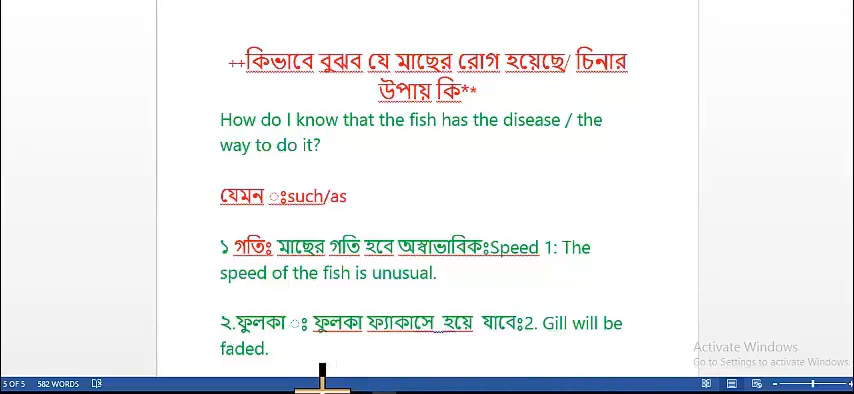 ++কিভাবে বুঝব যে মাছের রোগ হয়েছে/ চিনার
উপায় কি**
How do I know that the fish has the disease / the
way to do it?
যেমন ঃsuch/as
১ গতিঃ মাছের গতি হবে অস্বাভাবিকঃSpeed 1: The
speed of the fish is unusual.
২.ফুলকা ঃ ফুলকা ফ্যাকাসে হয়ে যাবেঃ2. Gill will be
faded.
Activate Windows
Go to Settings to activate Windows.
5 OF 5 582 WORDS